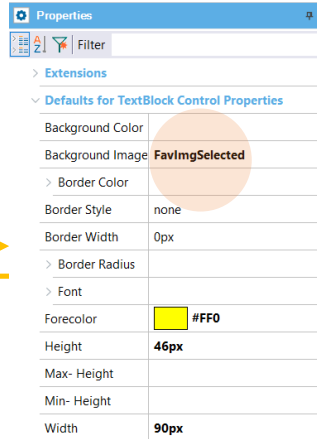 Properties
Filter
Extensions
Defaults for TextBlock Control Properties
Background Color
Background Image FavImgSelected
Border Color
Border Style none
Border Width 0px
Border Radius
Font
Forecolor #FF0
Height 46px
Max- Height
Min- Height
Width 90px